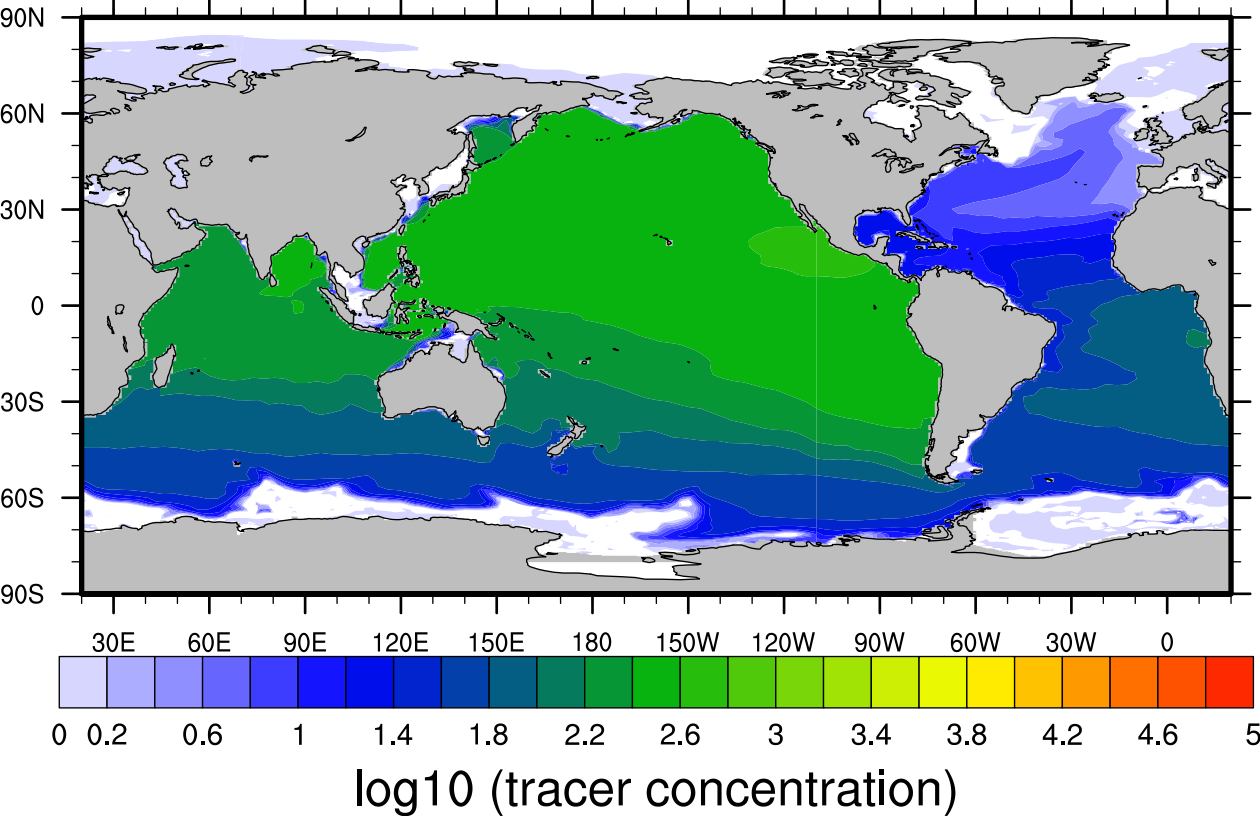 90N
60N
30N
0
30S
60S
90S
30E 60E 90E 120E 150E 180 150W 120W 90W 60W 30W 0
0 0.2 0.6 1 1.4 1.8 2.2 2.6 3 3.4 3.8 4.2 4.6 5
log10 (tracer concentration)